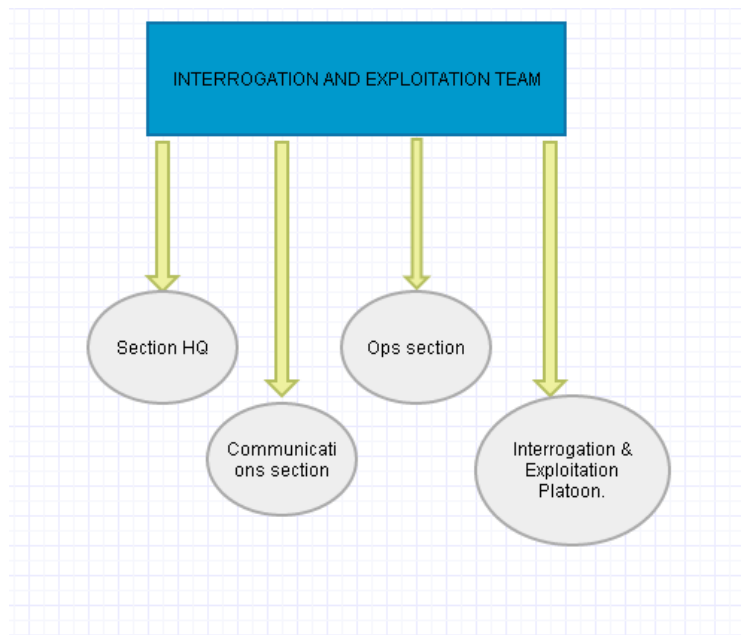 INTERROGATION AND EXPLOITATION TEAM
Section HQ
Ops section
Communicati
ons section
Interrogation &
Exploitation
Platoon.